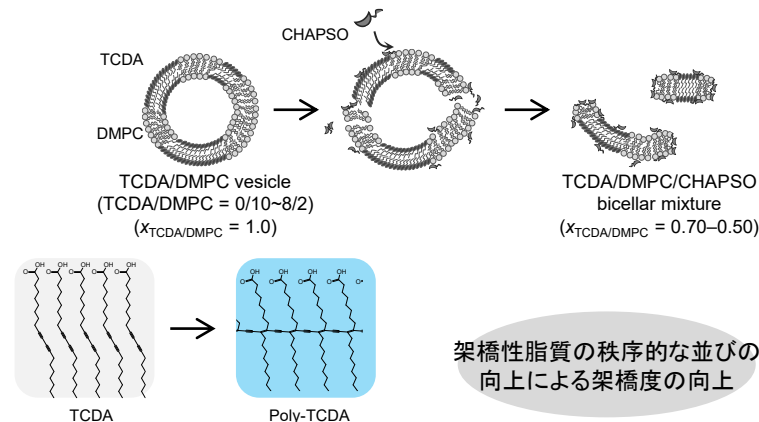 CHAPSO
TCDA
DMPC
TCDA/DMPC vesicle
(TCDA/DMPC = 0/10~8/2)
(xTCDA/DMPC = 1.0)
TCDA/DMPC/CHAPSO
bicellar mixture
(xTCDA/DMPC = 0.70–0.50)
O OH O OH O OH O OH O OH
TCDA
O OH O OH O OH O OH O•
Poly-TCDA
架橋性脂質の秩序的な並びの
向上による架橋度の向上